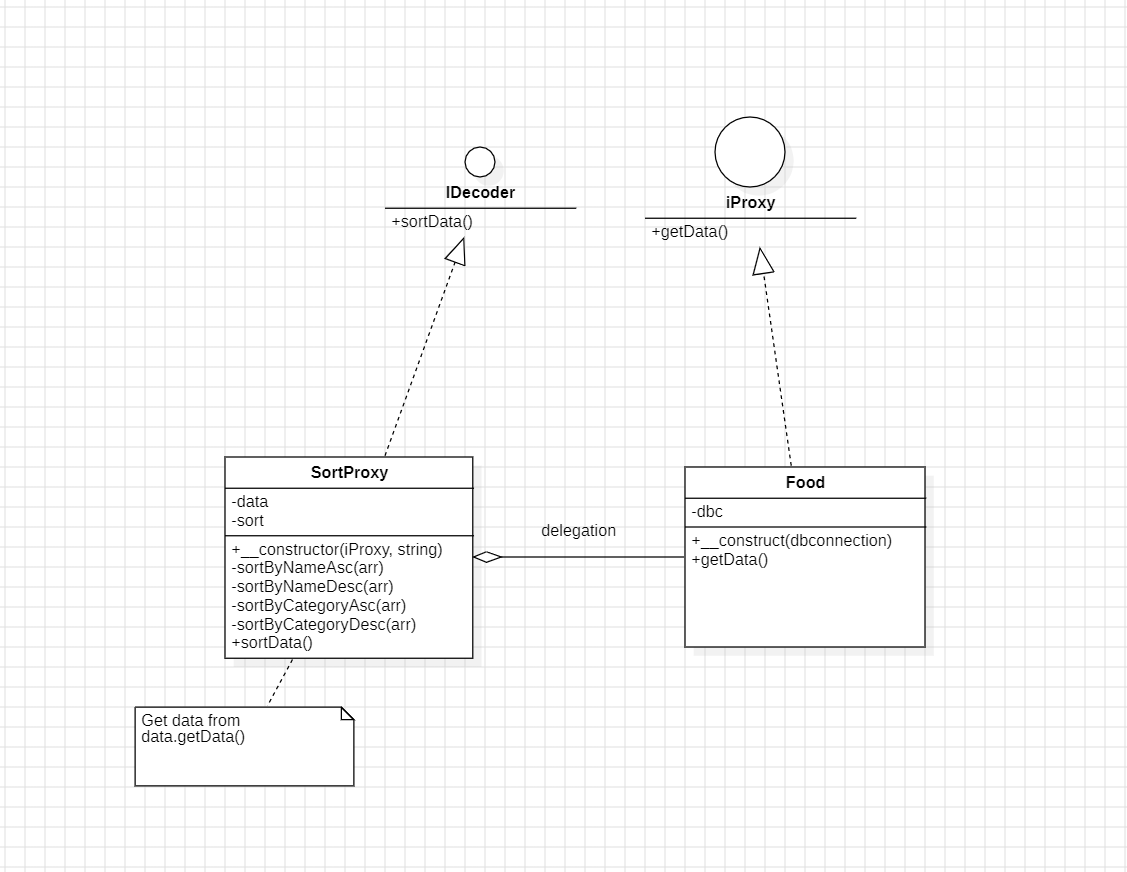 IDecoder
+sortData()
iProxy
+getData()
SortProxy
-data
-sort
+__constructor(iProxy, string)
-sortByNameAsc(arr)
-sortByNameDesc(arr)
-sortByCategoryAsc(arr)
-sortByCategoryDesc(arr)
+sortData()
delegation
Food
-dbc
+__construct(dbconnection)
+getData()
Get data from
data.getData()